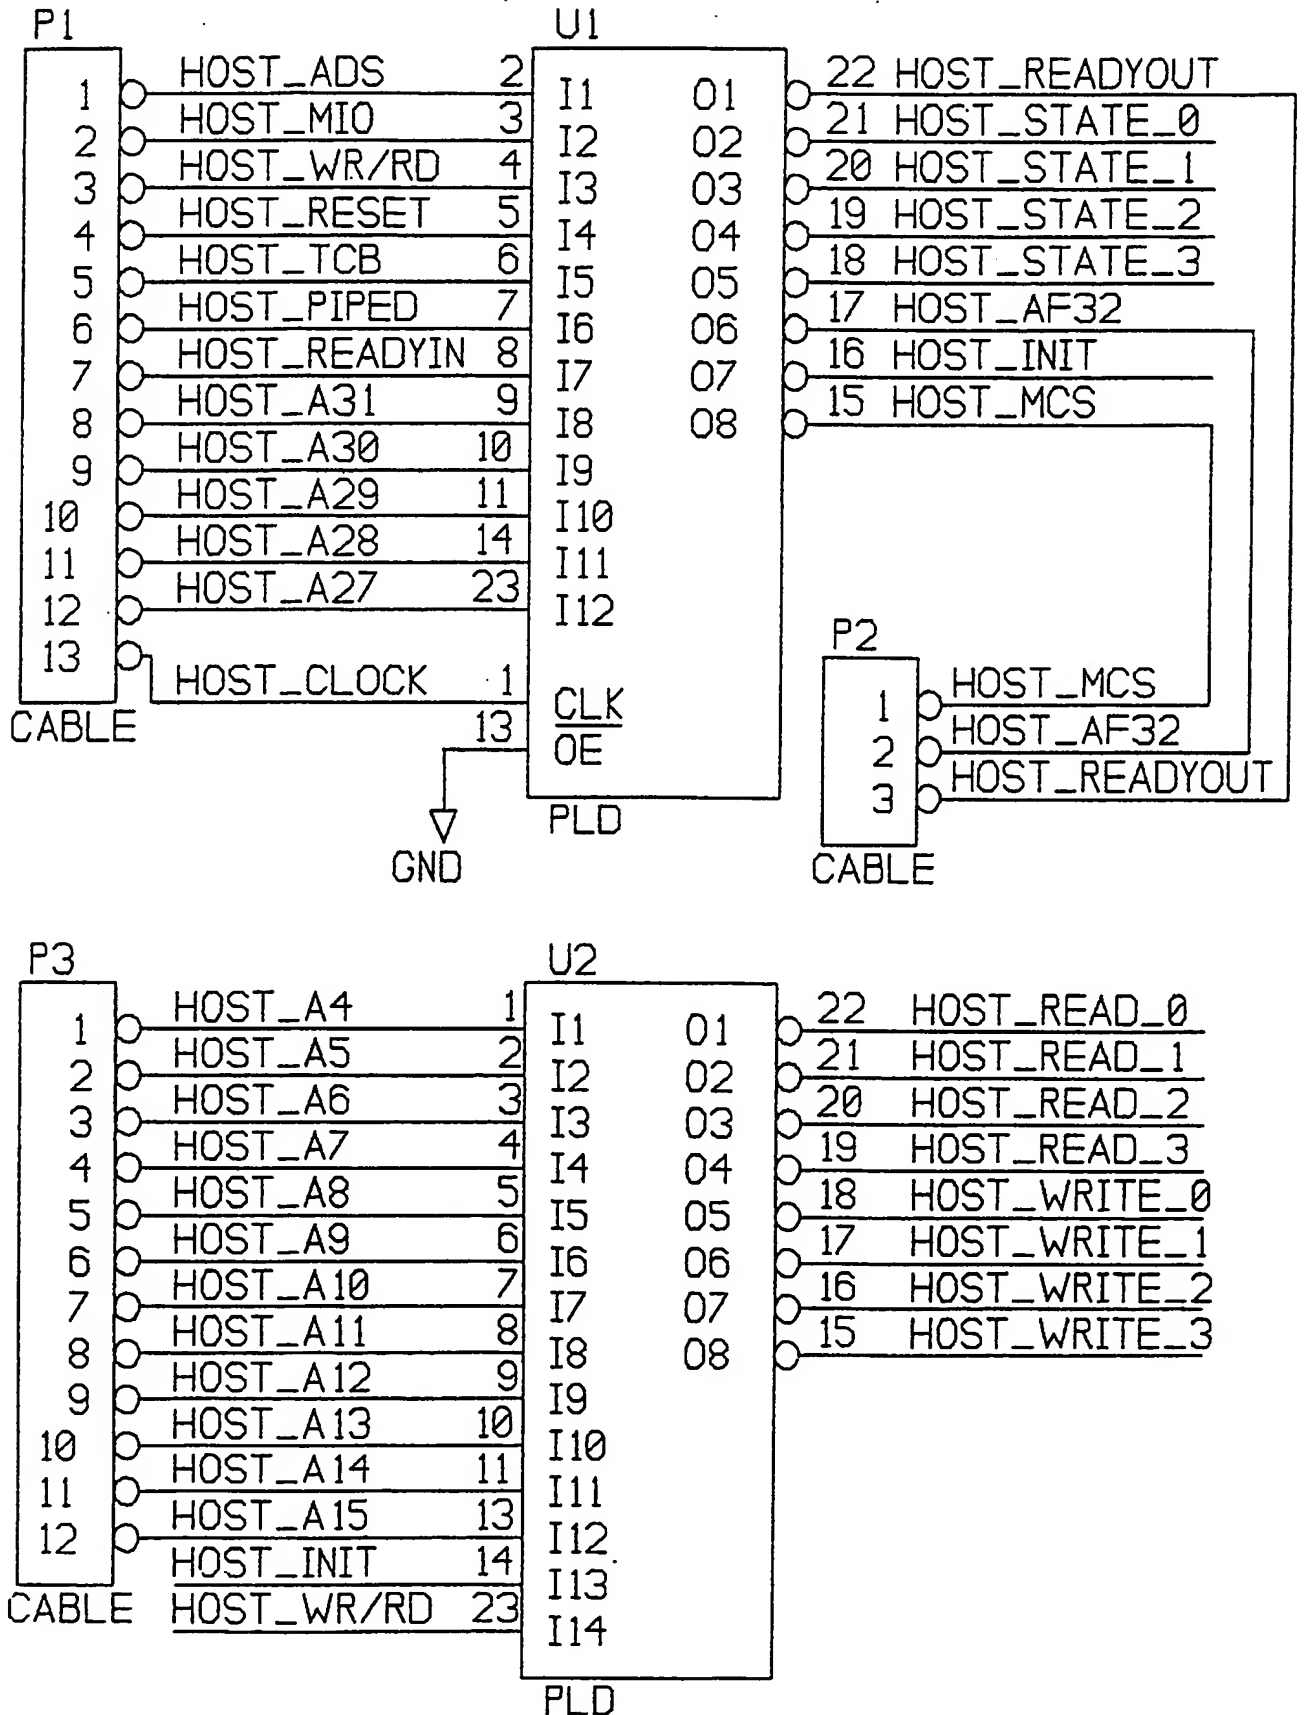 P1 U1
1 HOST_ADS 2 I1 O1 22 HOST_READYOUT
2 HOST_MIO 3 I2 O2 21 HOST_STATE_0
3 HOST_WR/RD 4 I3 O3 20 HOST_STATE_1
4 HOST_RESET 5 I4 O4 19 HOST_STATE_2
5 HOST_TCB 6 I5 O5 18 HOST_STATE_3
6 HOST_PIPED 7 I6 O6 17 HOST_AF32
7 HOST_READYIN 8 I7 O7 16 HOST_INIT
8 HOST_A31 9 I8 O8 15 HOST_MCS
9 HOST_A30 10 I9
10 HOST_A29 11 I10
11 HOST_A28 14 I11
12 HOST_A27 23 I12
13 HOST_CLOCK 1 CLK
13 OE
CABLE
GND
PLD
P2
1 HOST_MCS
2 HOST_AF32
3 HOST_READYOUT
CABLE
P3 U2
1 HOST_A4 1 I1 O1 22 HOST_READ_0
2 HOST_A5 2 I2 O2 21 HOST_READ_1
3 HOST_A6 3 I3 O3 20 HOST_READ_2
4 HOST_A7 4 I4 O4 19 HOST_READ_3
5 HOST_A8 5 I5 O5 18 HOST_WRITE_0
6 HOST_A9 6 I6 O6 17 HOST_WRITE_1
7 HOST_A10 7 I7 O7 16 HOST_WRITE_2
8 HOST_A11 8 I8 O8 15 HOST_WRITE_3
9 HOST_A12 9 I9
10 HOST_A13 10 I10
11 HOST_A14 11 I11
12 HOST_A15 13 I12
HOST_INIT 14 I13
CABLE HOST_WR/RD 23 I14
PLD